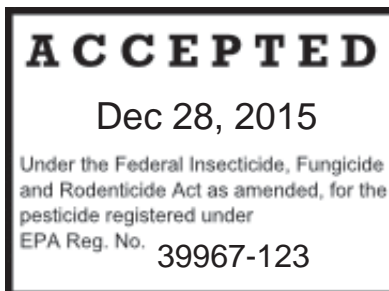 ACCEPTED
Dec 28, 2015
Under the Federal Insecticide, Fungicide
and Rodenticide Act as amended, for the
pesticide registered under
EPA Reg. No. 39967-123